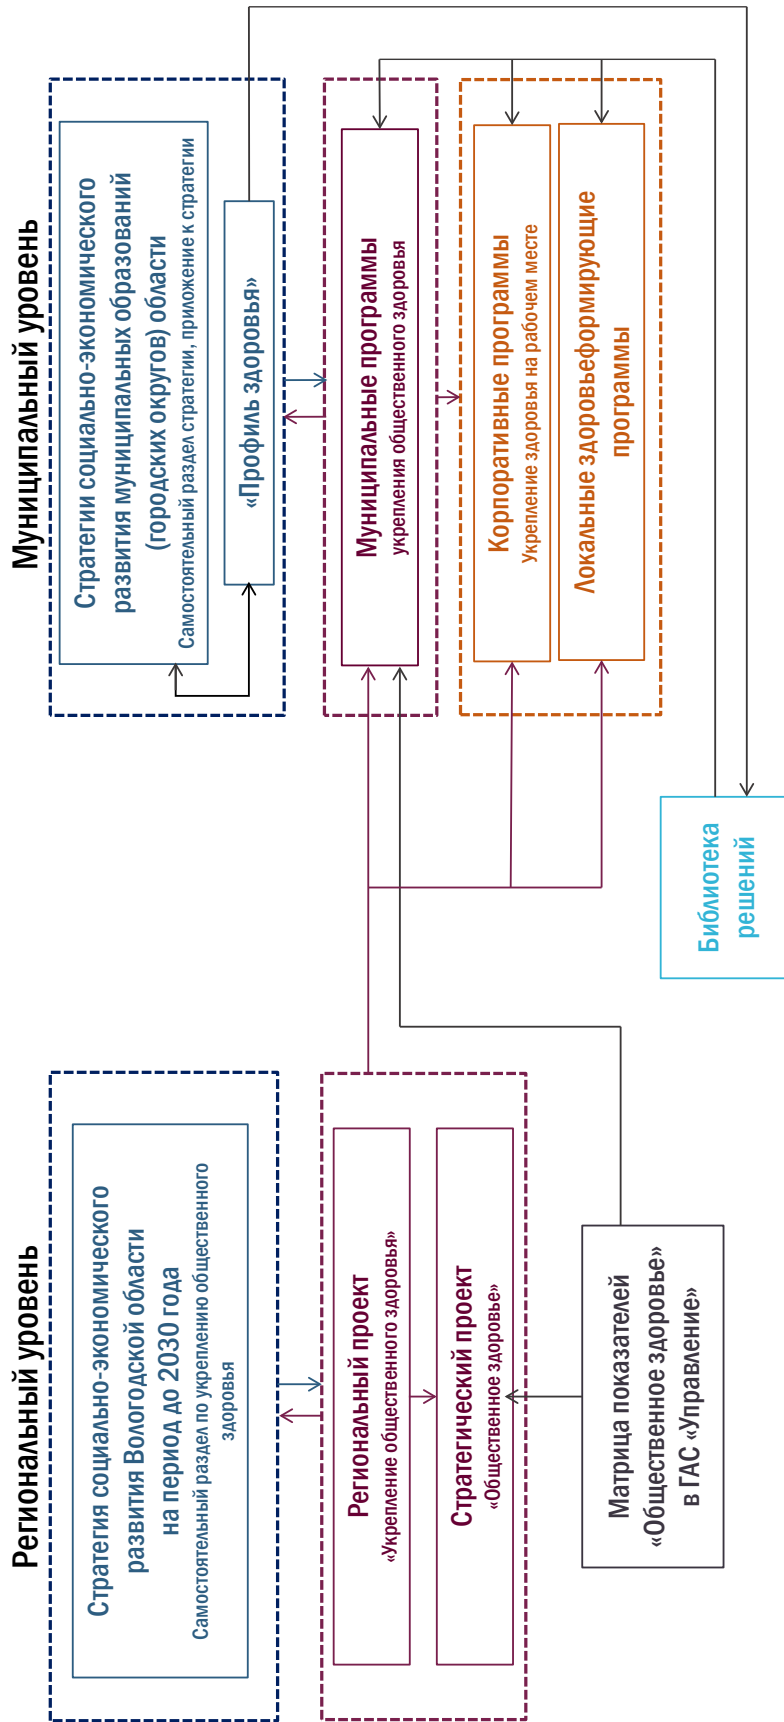 Региональный уровень
Стратегия социально-экономического
развития Вологодской области
на период до 2030 года
Самостоятельный раздел по укреплению общественного
здоровья
Региональный проект
«Укрепление общественного здоровья»
Стратегический проект
«Общественное здоровье»
Матрица показателей
«Общественное здоровье»
в ГАС «Управление»
Муниципальный уровень
Стратегии социально-экономического
развития муниципальных образований
(городских округов) области
Самостоятельный раздел стратегии, приложение к стратегии
«Профиль здоровья»
Муниципальные программы
укрепления общественного здоровья
Корпоративные программы
Укрепление здоровья на рабочем месте
Локальные здоровьеформирующие
программы
Библиотека
решений